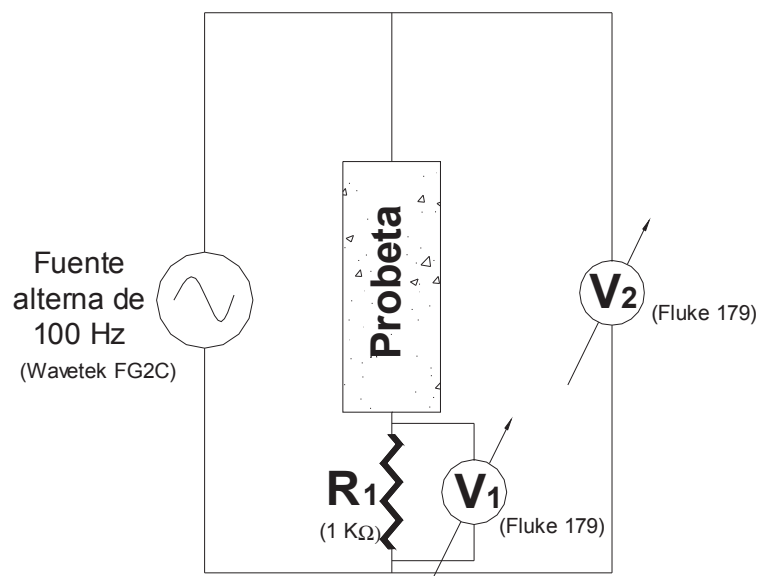 Fuente
alterna de
100 Hz
(Wavetek FG2C)
Probeta
V2
(Fluke 179)
R1
(1 KΩ)
V1
(Fluke 179)